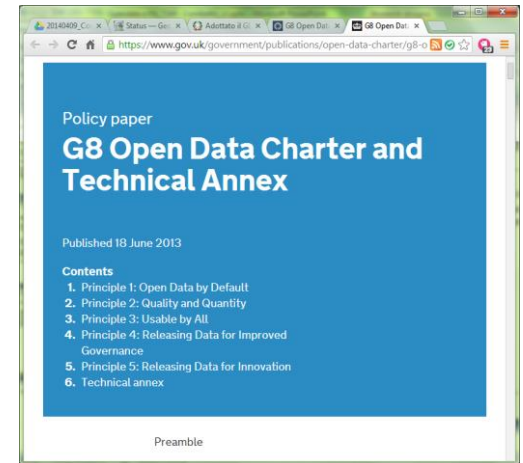 20140409_Co
Status — Geo
Adottato il G
G8 Open Dat
G8 Open Dat
https://www.gov.uk/government/publications/open-data-charter/g8-o
Policy paper
G8 Open Data Charter and
Technical Annex
Published 18 June 2013
Contents
1. Principle 1: Open Data by Default
2. Principle 2: Quality and Quantity
3. Principle 3: Usable by All
4. Principle 4: Releasing Data for Improved
Governance
5. Principle 5: Releasing Data for Innovation
6. Technical annex
Preamble